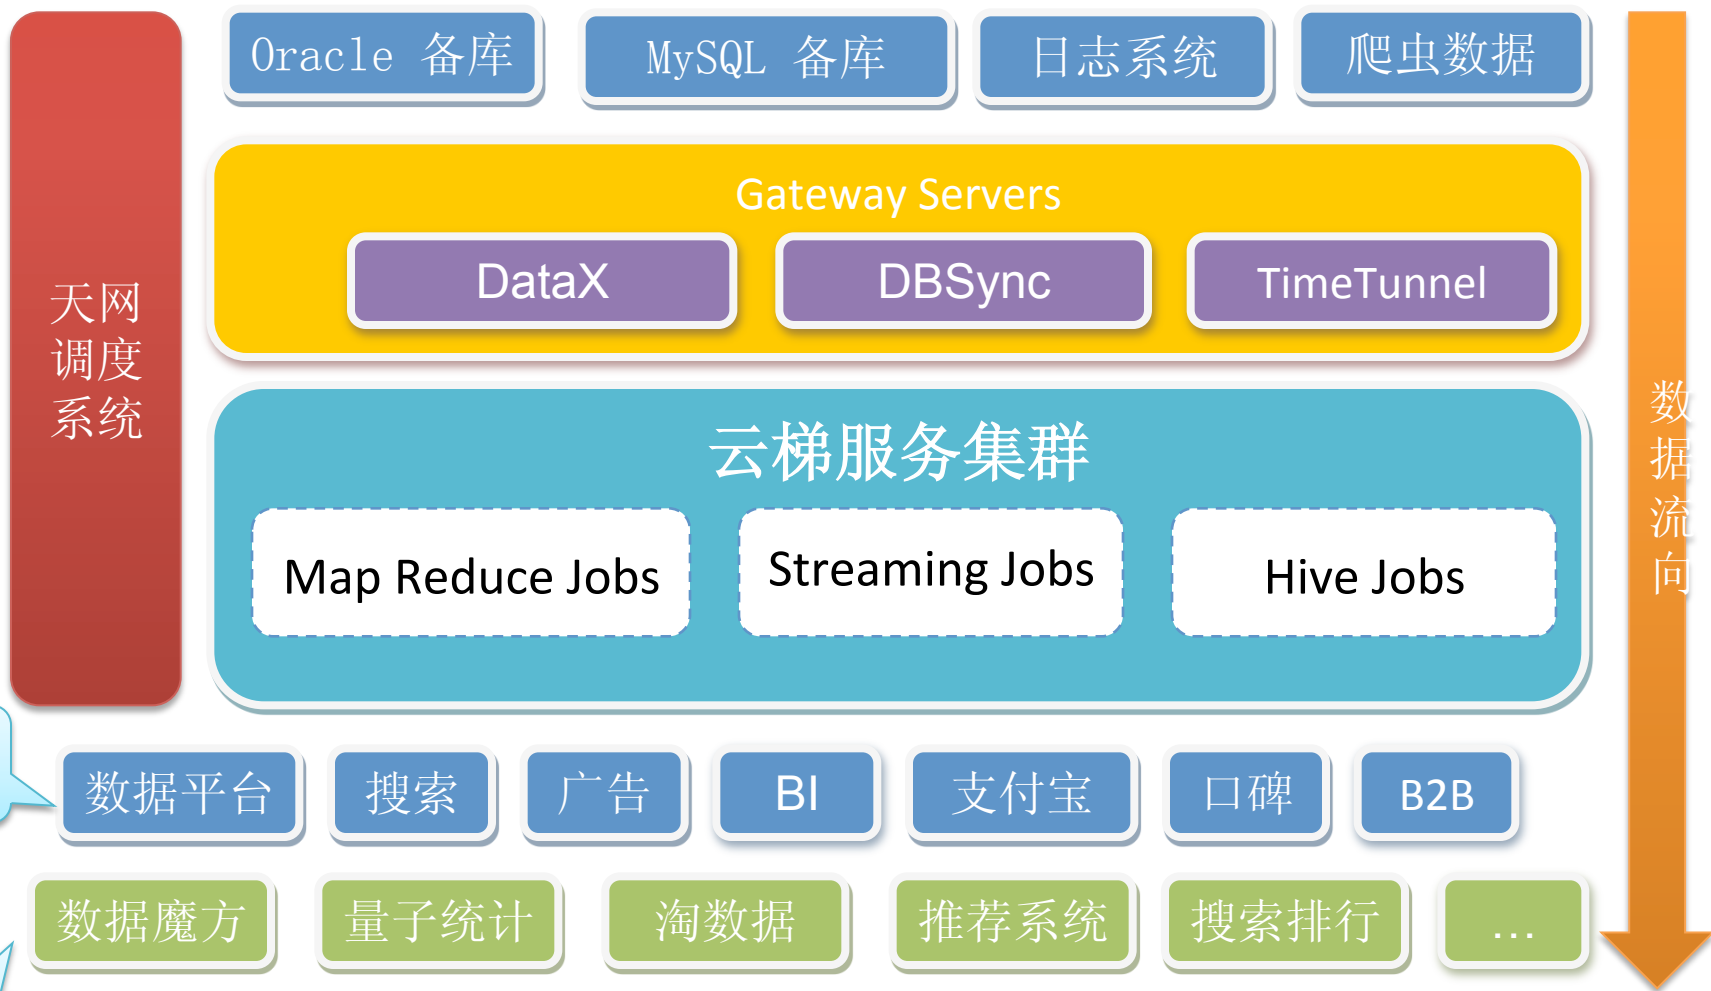 Oracle 备库
MySQL 备库
日志系统
爬虫数据
Gateway Servers
DataX
DBSync
TimeTunnel
天网
调度
系统
云梯服务集群
Map Reduce Jobs
Streaming Jobs
Hive Jobs
数
据
流
向
数据平台
搜索
广告
BI
支付宝
口碑
B2B
数据魔方
量子统计
淘数据
推荐系统
搜索排行
...